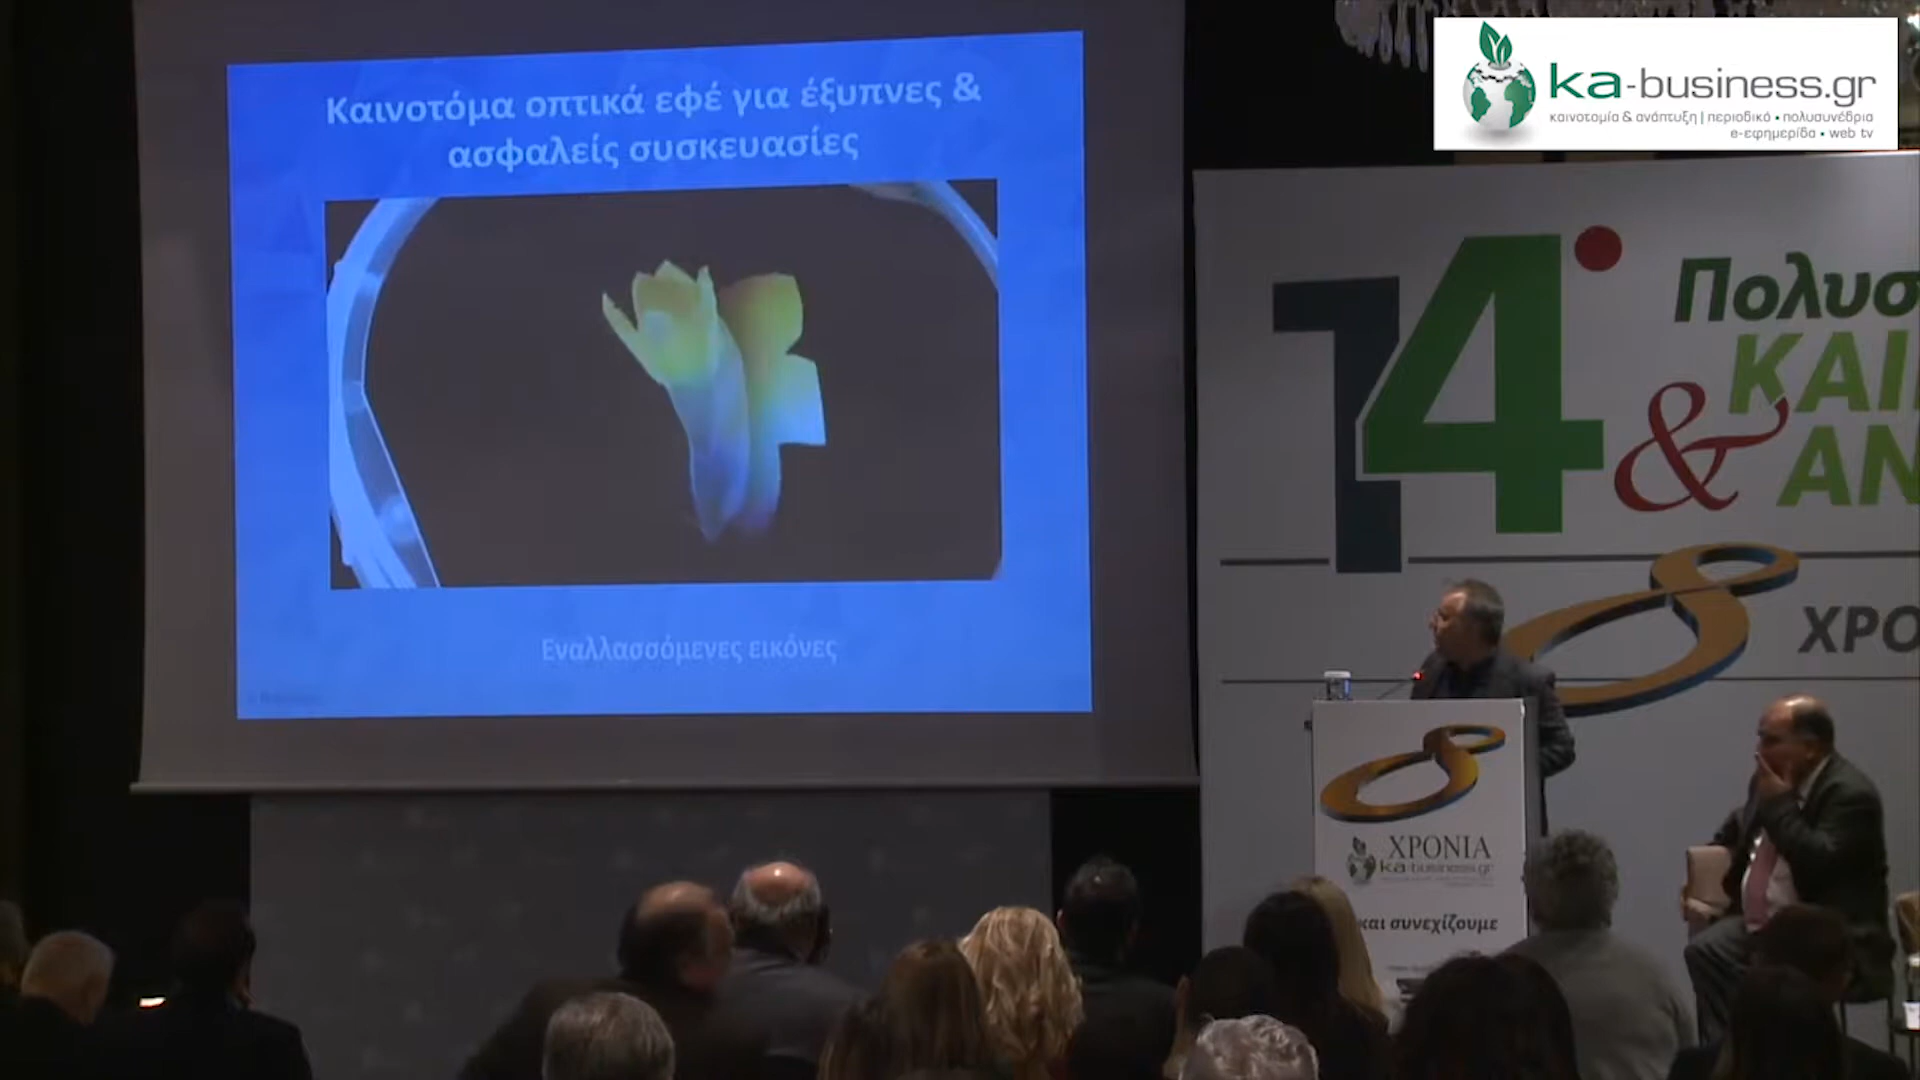 Καινοτόμα οπτικά εφέ για έξυπνες &
ασφαλείς συσκευασίες
Εναλλασσόμενες εικόνες
ka-business.gr
καινοτομία & ανάπτυξη | περιοδικό • πολυσυνέδρια
e-εφημερίδα • web tv
14°
Πολυσ
ΚΑΙ
& ΑΝ
8 ΧΡΟ
8
ΧΡΟΝΙΑ
ka-business.gr
και συνεχίζουμε